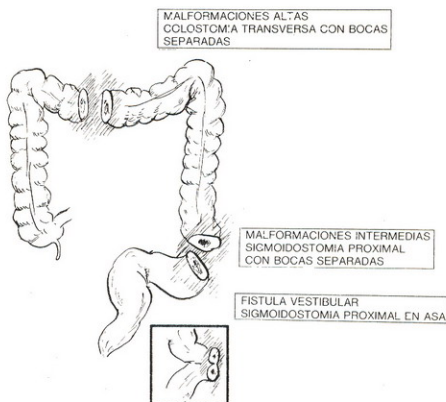 MALFORMACIONES ALTAS
COLOSTOMIA TRANSVERSA CON BOCAS
SEPARADAS
MALFORMACIONES INTERMEDIAS
SIGMOIDOSTOMIA PROXIMAL
CON BOCAS SEPARADAS
FISTULA VESTIBULAR
SIGMOIDOSTOMIA PROXIMAL EN ASA